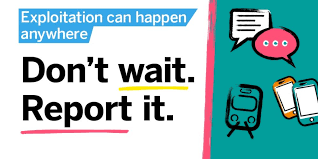 Exploitation can happen
anywhere
Don't wait.
Report it.